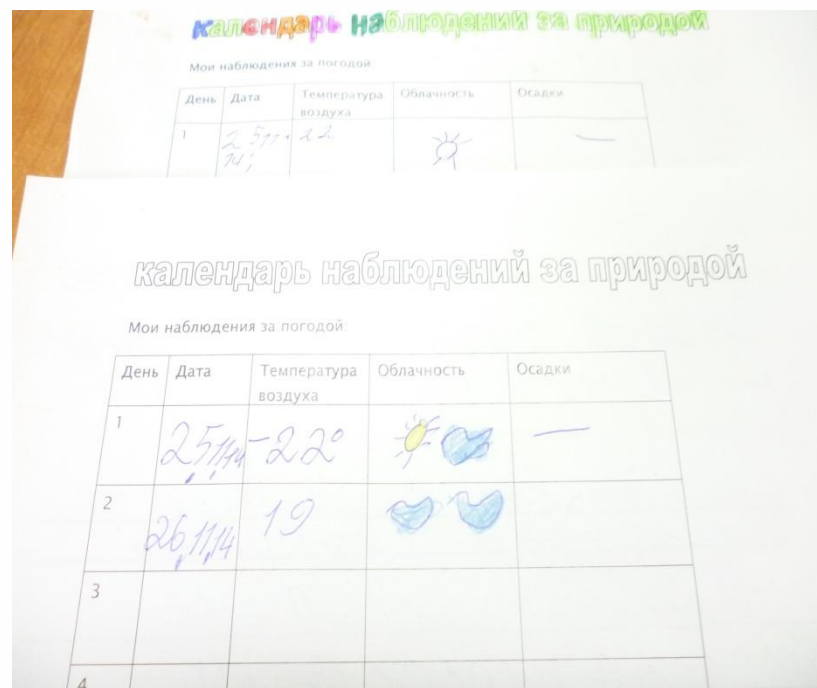 календарь наблюдений за природой
Мои наблюдения за погодой
День Дата Температура воздуха Облачность Осадки
1 22 —
календарь наблюдений за природой
Мои наблюдения за погодой:
День Дата Температура воздуха Облачность Осадки
1 25,11,14 -22° —
2 26,11,14 19
3
4